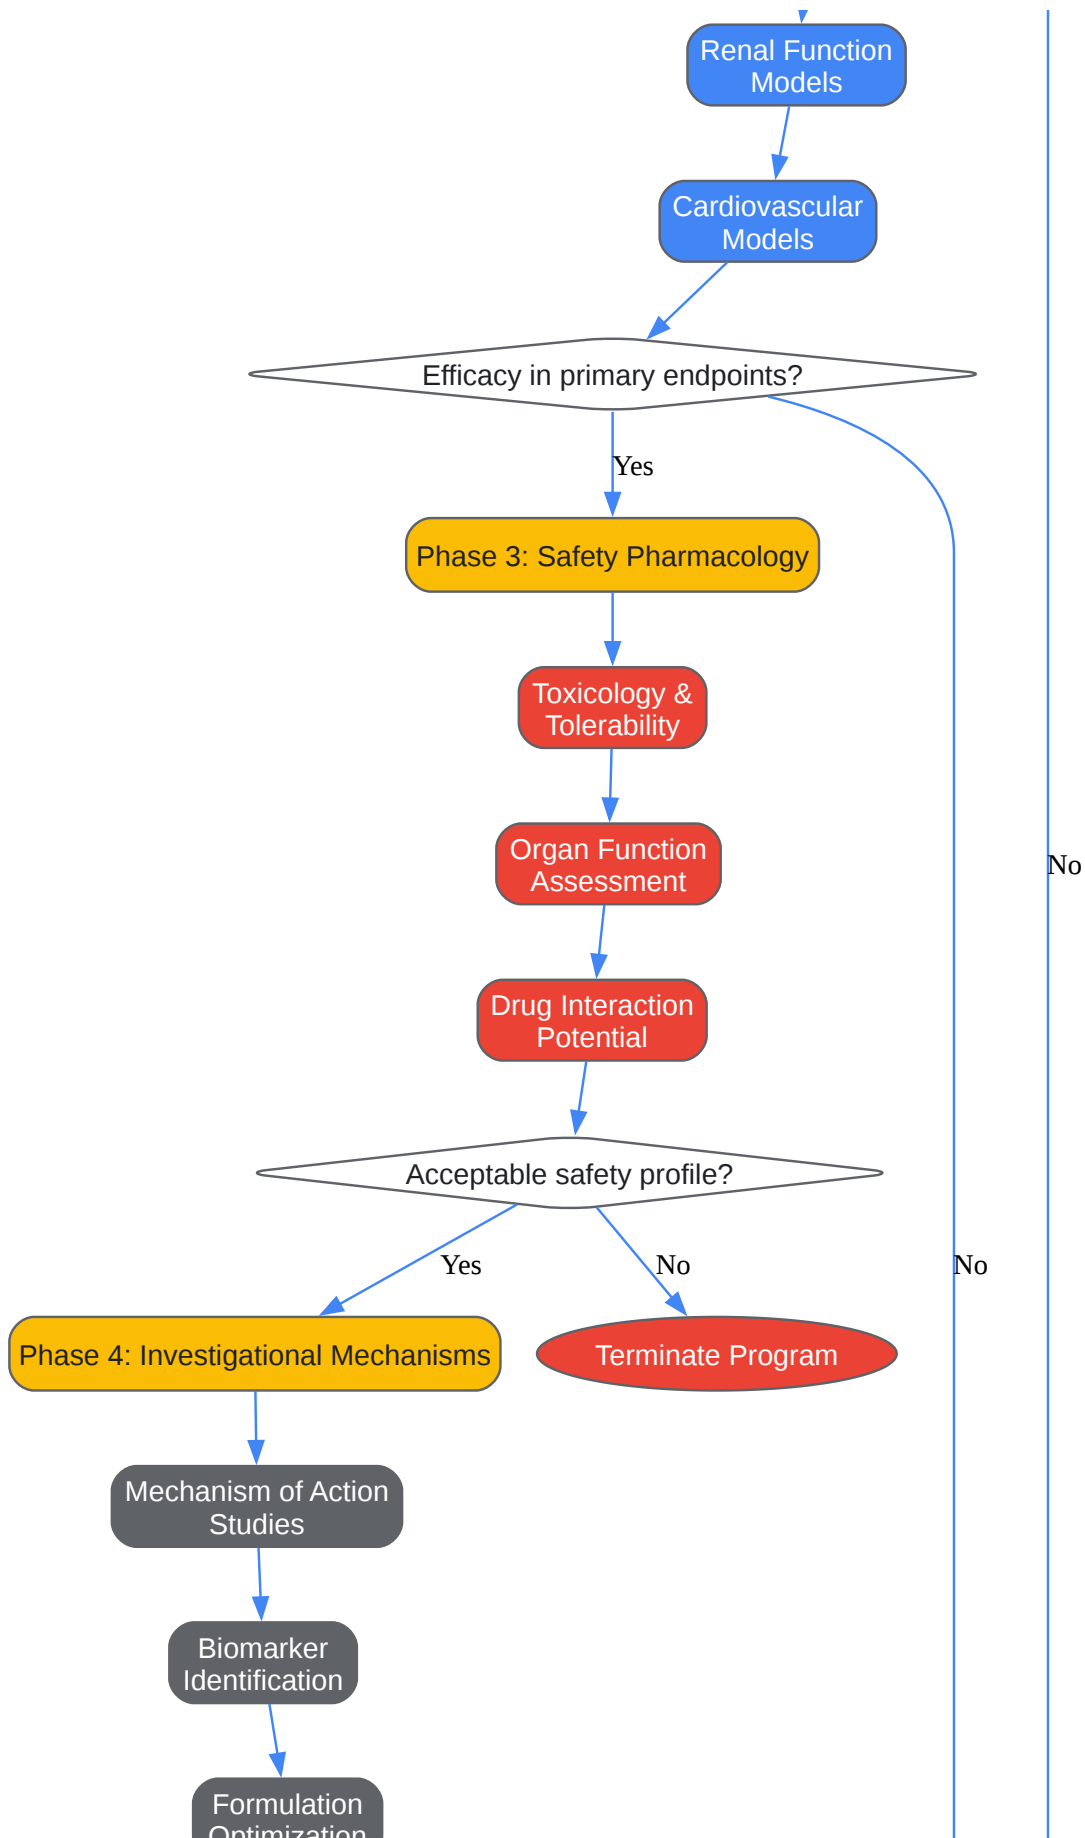 Renal Function
Models
Cardiovascular
Models
Efficacy in primary endpoints?
Yes
Phase 3: Safety Pharmacology
Toxicology &
Tolerability
Organ Function
Assessment
No
Drug Interaction
Potential
Acceptable safety profile?
Yes
No
No
Phase 4: Investigational Mechanisms
Terminate Program
Mechanism of Action
Studies
Biomarker
Identification
Formulation
Optimization